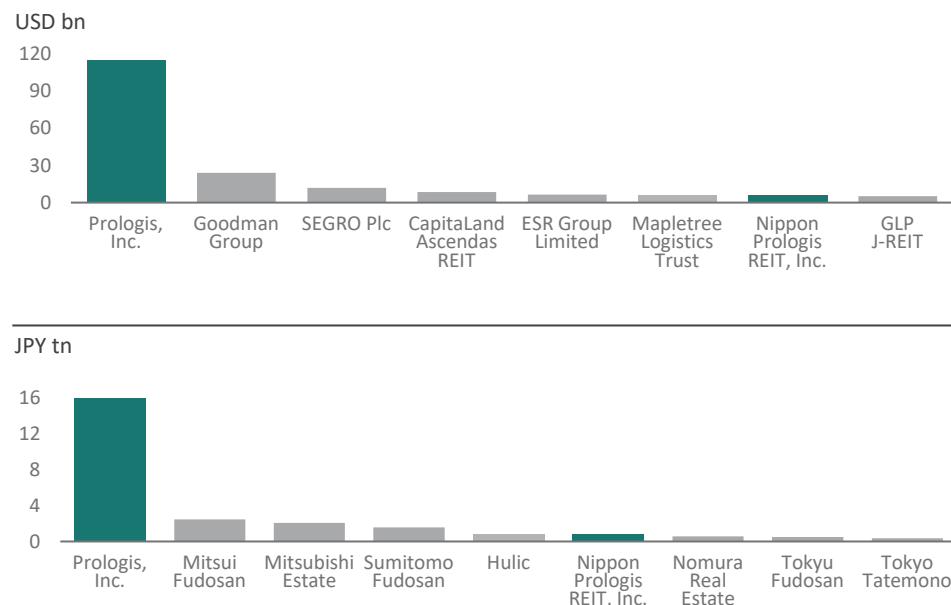 USD bn
120
90
60
30
0
Prologis, Inc.
Goodman Group
SEGRO Plc
CapitaLand Ascendas REIT
ESR Group Limited
Mapletree Logistics Trust
Nippon Prologis REIT, Inc.
GLP J-REIT
JPY tn
16
12
8
4
0
Prologis, Inc.
Mitsui Fudosan
Mitsubishi Estate
Sumitomo Fudosan
Hulic
Nippon Prologis REIT, Inc.
Nomura Real Estate
Tokyu Fudosan
Tokyo Tatemono